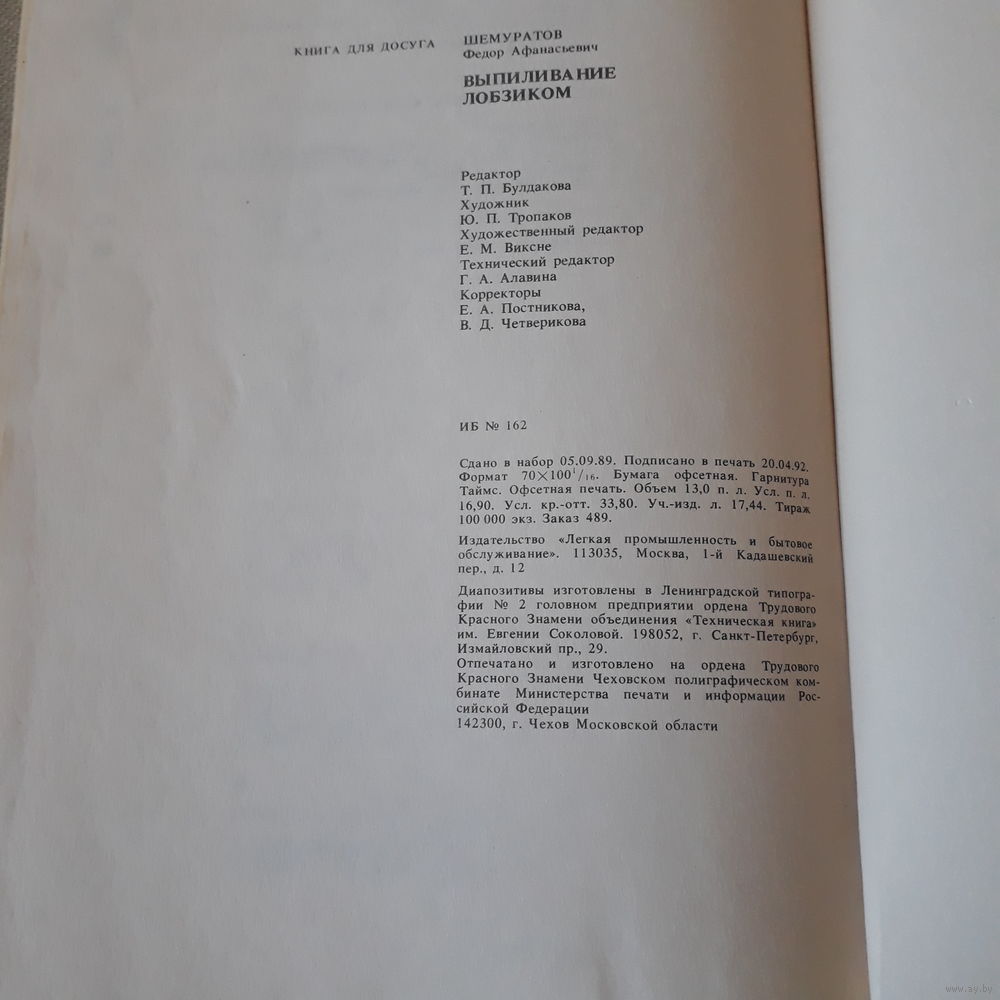 КНИГА ДЛЯ ДОСУГА
ШЕМУРАТОВ
Федор Афанасьевич
ВЫПИЛИВАНИЕ
ЛОБЗИКОМ
Редактор
Т. П. Булдакова
Художник
Ю. П. Тропаков
Художественный редактор
Е. М. Виксне
Технический редактор
Г. А. Алавина
Корректоры
Е. А. Постникова,
В. Д. Четверикова
ИБ № 162
Сдано в набор 05.09.89. Подписано в печать 20.04.92.
Формат 70×100¹/₁₆. Бумага офсетная. Гарнитура
Таймс. Офсетная печать. Объем 13,0 п. л. Усл. п. л.
16,90. Усл. кр.-отт. 33,80. Уч.-изд. л. 17,44. Тираж
100 000 экз. Заказ 489.
Издательство «Легкая промышленность и бытовое
обслуживание». 113035, Москва, 1-й Кадашевский
пер., д. 12
Диапозитивы изготовлены в Ленинградской типогра-
фии № 2 головном предприятии ордена Трудового
Красного Знамени объединения «Техническая книга»
им. Евгении Соколовой. 198052, г. Санкт-Петербург,
Измайловский пр., 29.
Отпечатано и изготовлено на ордена Трудового
Красного Знамени Чеховском полиграфическом ком-
бинате Министерства печати и информации Рос-
сийской Федерации
142300, г. Чехов Московской области
www.ay.by